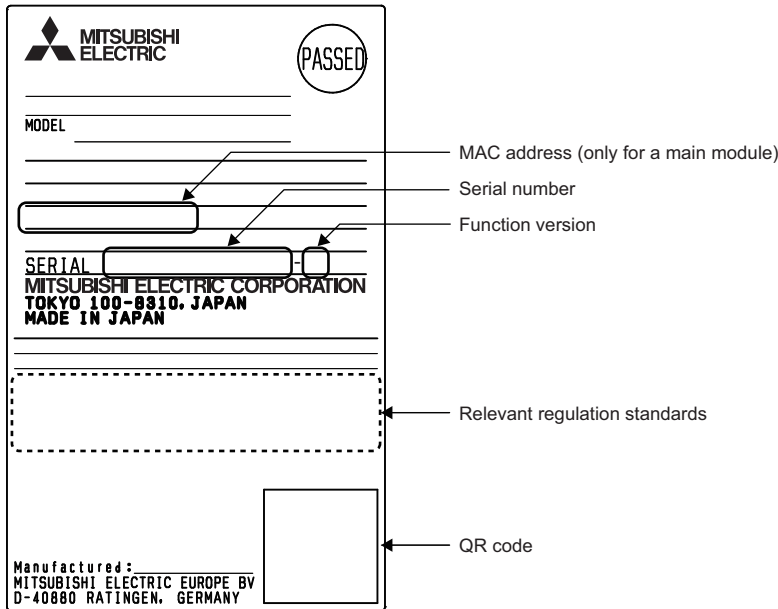 MITSUBISHI
ELECTRIC
PASSED
MODEL
MAC address (only for a main module)
Serial number
Function version
SERIAL -
MITSUBISHI ELECTRIC CORPORATION
TOKYO 100-8310, JAPAN
MADE IN JAPAN
Relevant regulation standards
QR code
Manufactured:
MITSUBISHI ELECTRIC EUROPE BV
D-40880 RATINGEN, GERMANY